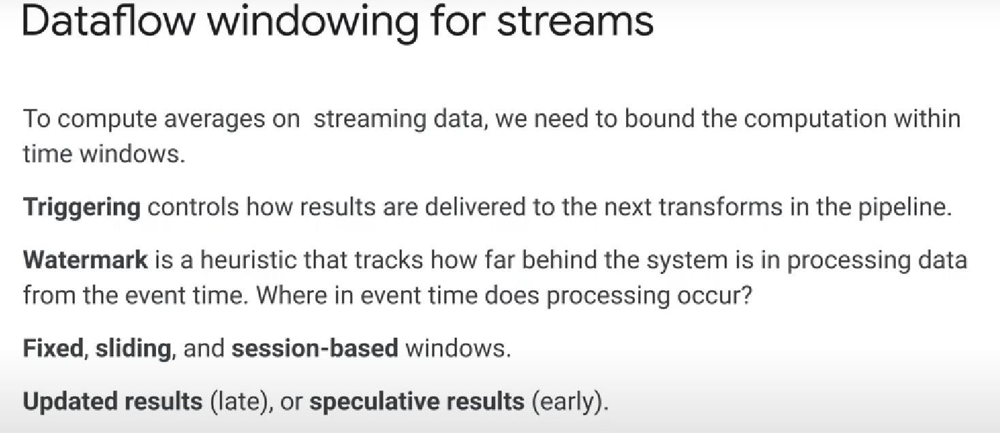 Dataflow windowing for streams
To compute averages on  streaming data, we need to bound the computation within
time windows.
Triggering controls how results are delivered to the next transforms in the pipeline.
Watermark is a heuristic that tracks how far behind the system is in processing data
from the event time. Where in event time does processing occur?
Fixed, sliding, and session-based windows.
Updated results (late), or speculative results (early).